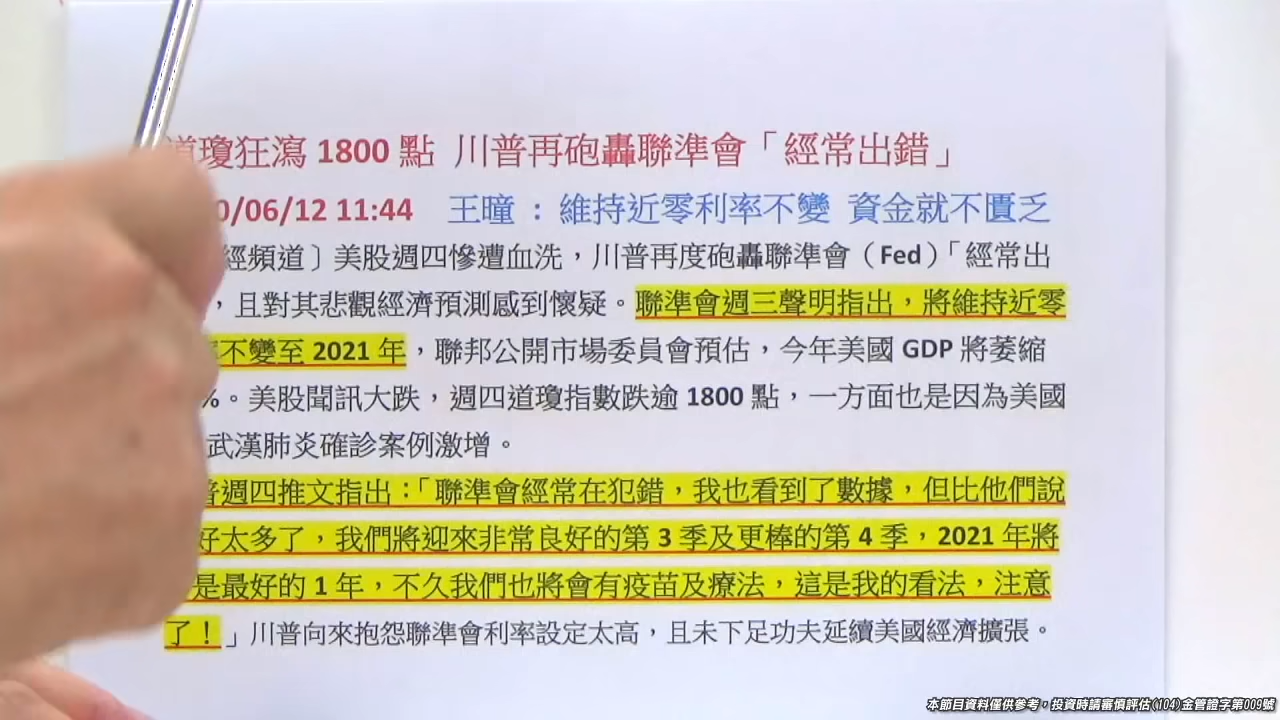 道瓊狂瀉 1800 點 川普再砲轟聯準會「經常出錯」
0/06/12 11:44 王曈 : 維持近零利率不變 資金就不匱乏
經頻道〕美股週四慘遭血洗，川普再度砲轟聯準會（Fed）「經常出
，且對其悲觀經濟預測感到懷疑。聯準會週三聲明指出，將維持近零
不變至 2021 年，聯邦公開市場委員會預估，今年美國 GDP 將萎縮
%。美股聞訊大跌，週四道瓊指數跌逾 1800 點，一方面也是因為美國
武漢肺炎確診案例激增。
普週四推文指出：「聯準會經常在犯錯，我也看到了數據，但比他們說
好太多了，我們將迎來非常良好的第 3 季及更棒的第 4 季，2021 年將
是最好的 1 年，不久我們也將會有疫苗及療法，這是我的看法，注意
了！」川普向來抱怨聯準會利率設定太高，且未下足功夫延續美國經濟擴張。
本節目資料僅供參考，投資時請審慎評估(104)金管證字第009號